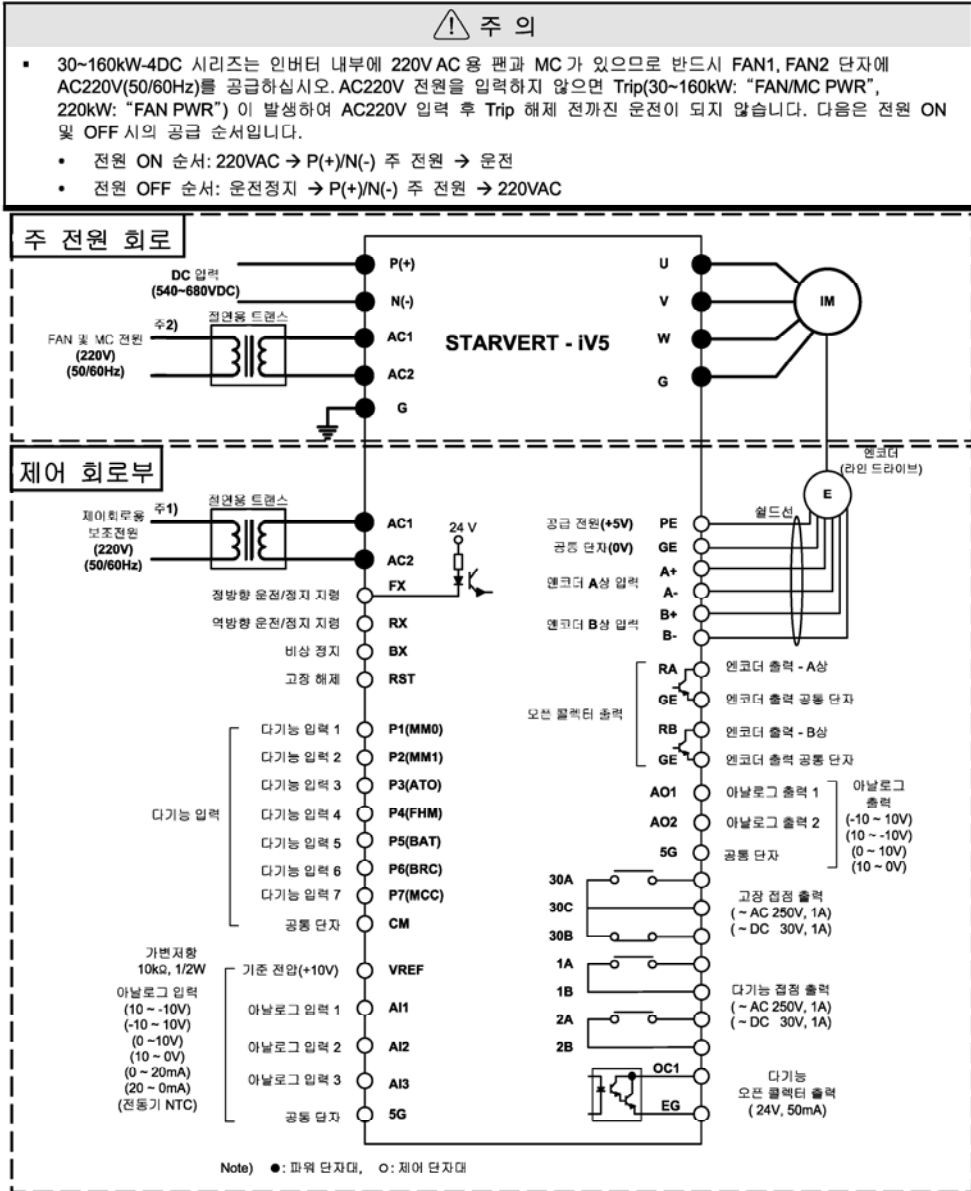 주 의
▪ 30~160kW-4DC 시리즈는 인버터 내부에 220V AC 용 팬과 MC 가 있으므로 반드시 FAN1, FAN2 단자에
AC220V(50/60Hz)를 공급하십시오. AC220V 전원을 입력하지 않으면 Trip(30~160kW: “FAN/MC PWR”,
220kW: “FAN PWR”) 이 발생하여 AC220V 입력 후 Trip 해제 전까진 운전이 되지 않습니다. 다음은 전원 ON
및 OFF 시의 공급 순서입니다.
• 전원 ON 순서: 220VAC → P(+)/N(-) 주 전원 → 운전
• 전원 OFF 순서: 운전정지 → P(+)/N(-) 주 전원 → 220VAC
주 전원 회로
DC 입력
(540~680VDC)
P(+)
N(-)
주2)
절연용 트랜스
FAN 및 MC 전원
(220V)
(50/60Hz)
AC1
AC2
G
STARVERT - iV5
U
V
W
G
IM
제어 회로부
주1)
절연용 트랜스
제어회로용
보조전원
(220V)
(50/60Hz)
AC1
AC2
24 V
정방향 운전/정지 지령 FX
역방향 운전/정지 지령 RX
비상 정지 BX
고장 해제 RST
다기능 입력
다기능 입력 1 P1(MM0)
다기능 입력 2 P2(MM1)
다기능 입력 3 P3(ATO)
다기능 입력 4 P4(FHM)
다기능 입력 5 P5(BAT)
다기능 입력 6 P6(BRC)
다기능 입력 7 P7(MCC)
공통 단자 CM
가변저항
10kΩ, 1/2W
아날로그 입력
(10 ~ -10V)
(-10 ~ 10V)
(0 ~10V)
(10 ~ 0V)
(0 ~ 20mA)
(20 ~ 0mA)
(전동기 NTC)
기준 전압(+10V) VREF
아날로그 입력 1 AI1
아날로그 입력 2 AI2
아날로그 입력 3 AI3
공통 단자 5G
엔코더
(라인 드라이브)
E
쉴드선
공급 전원(+5V) PE
공통 단자(0V) GE
엔코더 A상 입력
A+
A-
엔코더 B상 입력
B+
B-
오픈 콜렉터 출력
RA 엔코더 출력 - A상
GE 엔코더 출력 공통 단자
RB 엔코더 출력 - B상
GE 엔코더 출력 공통 단자
AO1 아날로그 출력 1
AO2 아날로그 출력 2
5G 공통 단자
아날로그
출력
(-10 ~ 10V)
(10 ~ -10V)
(0 ~ 10V)
(10 ~ 0V)
30A
30C
30B
고장 접점 출력
( ~ AC 250V, 1A)
( ~ DC 30V, 1A)
1A
1B
2A
2B
다기능 접점 출력
( ~ AC 250V, 1A)
( ~ DC 30V, 1A)
OC1
EG
다기능
오픈 콜렉터 출력
( 24V, 50mA)
Note) ●: 파워 단자대, ○: 제어 단자대